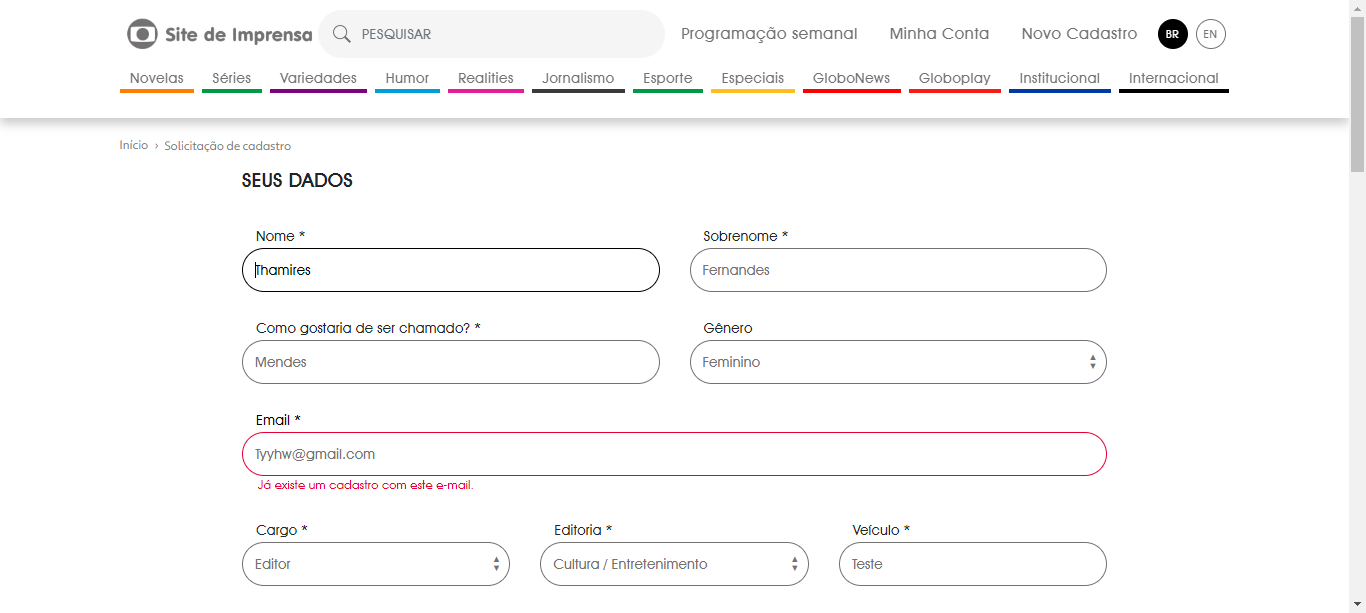 Site de Imprensa PESQUISAR Programação semanal Minha Conta Novo Cadastro BR EN
Novelas Séries Variedades Humor Realities Jornalismo Esporte Especiais GloboNews Globoplay Institucional Internacional
Início › Solicitação de cadastro
SEUS DADOS
Nome * Sobrenome *
Thamires Fernandes
Como gostaria de ser chamado? * Gênero
Mendes Feminino
Email *
Tyyhw@gmail.com
Já existe um cadastro com este e-mail.
Cargo * Editoria * Veículo *
Editor Cultura / Entretenimento Teste